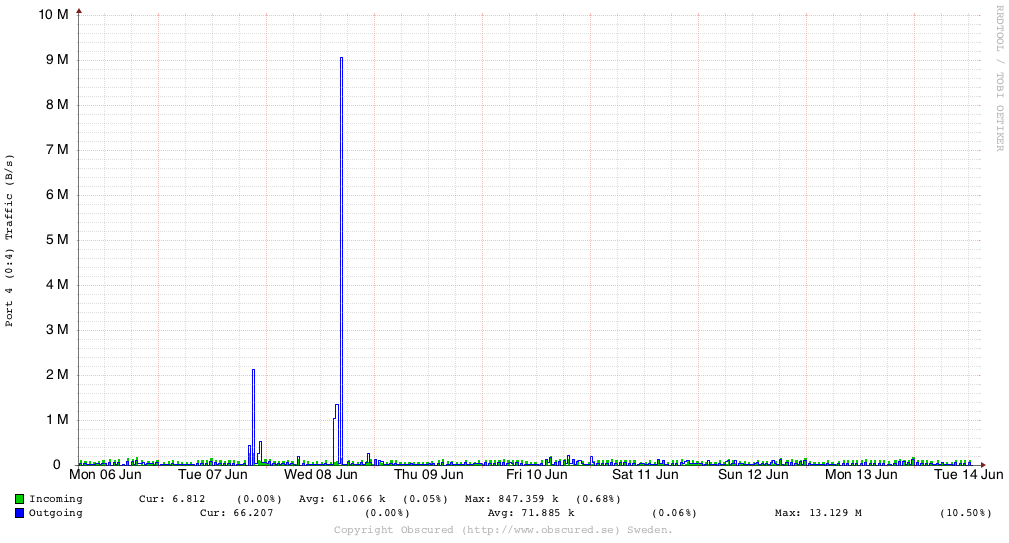 10 M
9 M
8 M
7 M
6 M
5 M
4 M
3 M
2 M
1 M
0
Port 4 (0:4) Traffic (B/s)
RRDTOOL / TOBI OETIKER
Mon 06 Jun Tue 07 Jun Wed 08 Jun Thu 09 Jun Fri 10 Jun Sat 11 Jun Sun 12 Jun Mon 13 Jun Tue 14 Jun
Incoming Cur: 6.812 (0.00%) Avg: 61.066 k (0.05%) Max: 847.359 k (0.68%)
Outgoing Cur: 66.207 (0.00%) Avg: 71.885 k (0.06%) Max: 13.129 M (10.50%)
Copyright Obscured (http://www.obscured.se) Sweden.